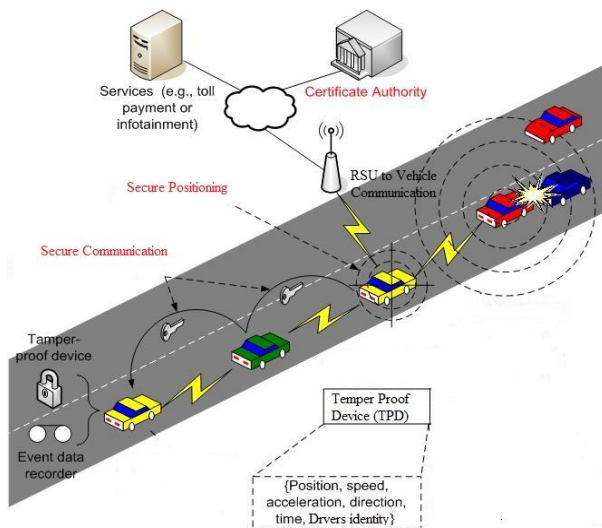 Services (e.g., toll
payment or
infotainment)
Certificate Authority
RSU to Vehicle
Communication
Secure Positioning
Secure Communication
Tamper-
proof device
Event data
recorder
Temper Proof
Device (TPD)
{Position, speed,
acceleration, direction,
time, Drvers identity}